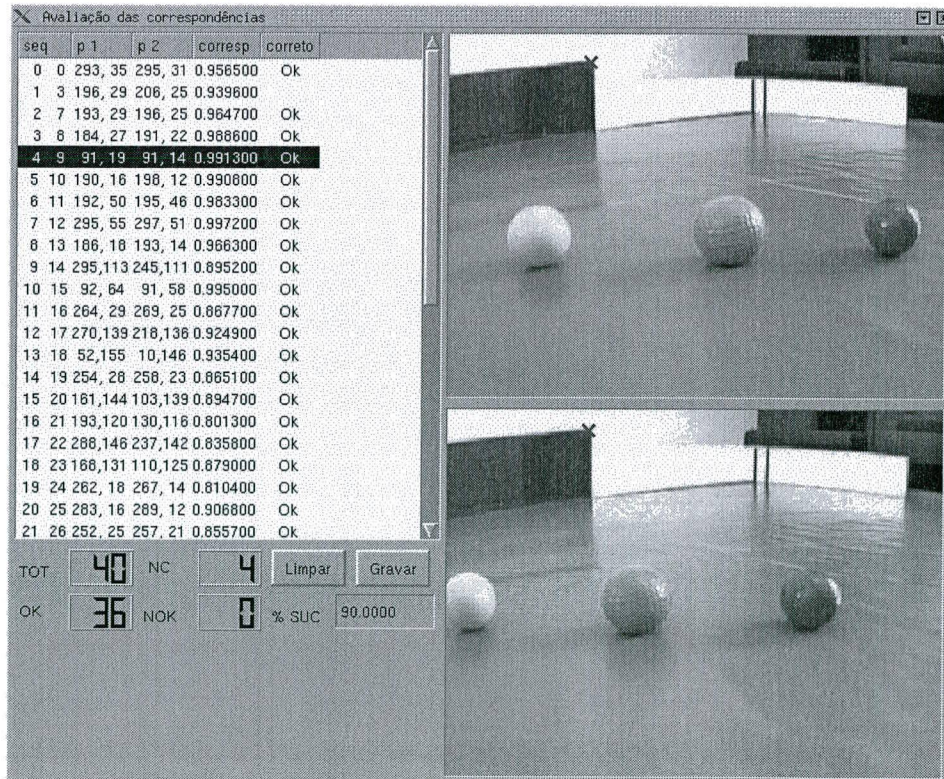 Avaliação das correspondências
seq p 1 p 2 corresp correto
0 0 293, 35 295, 31 0.956500 Ok
1 3 196, 29 206, 25 0.939600
2 7 193, 29 196, 25 0.964700 Ok
3 8 184, 27 191, 22 0.988600 Ok
4 9 91, 19 91, 14 0.991300 Ok
5 10 190, 16 198, 12 0.990800 Ok
6 11 192, 50 195, 46 0.983300 Ok
7 12 295, 55 297, 51 0.997200 Ok
8 13 186, 18 193, 14 0.966300 Ok
9 14 295,113 245,111 0.895200 Ok
10 15 92, 64 91, 58 0.995000 Ok
11 16 264, 29 269, 25 0.867700 Ok
12 17 270,139 218,136 0.924900 Ok
13 18 52,155 10,146 0.935400 Ok
14 19 254, 28 258, 23 0.865100 Ok
15 20 161,144 103,139 0.894700 Ok
16 21 193,120 130,116 0.801300 Ok
17 22 288,146 237,142 0.835800 Ok
18 23 168,131 110,125 0.879000 Ok
19 24 262, 18 267, 14 0.810400 Ok
20 25 283, 16 289, 12 0.906800 Ok
21 26 252, 25 257, 21 0.855700 Ok
TOT 40 NC 4 Limpar Gravar
OK 36 NOK 0 % SUC 90.0000